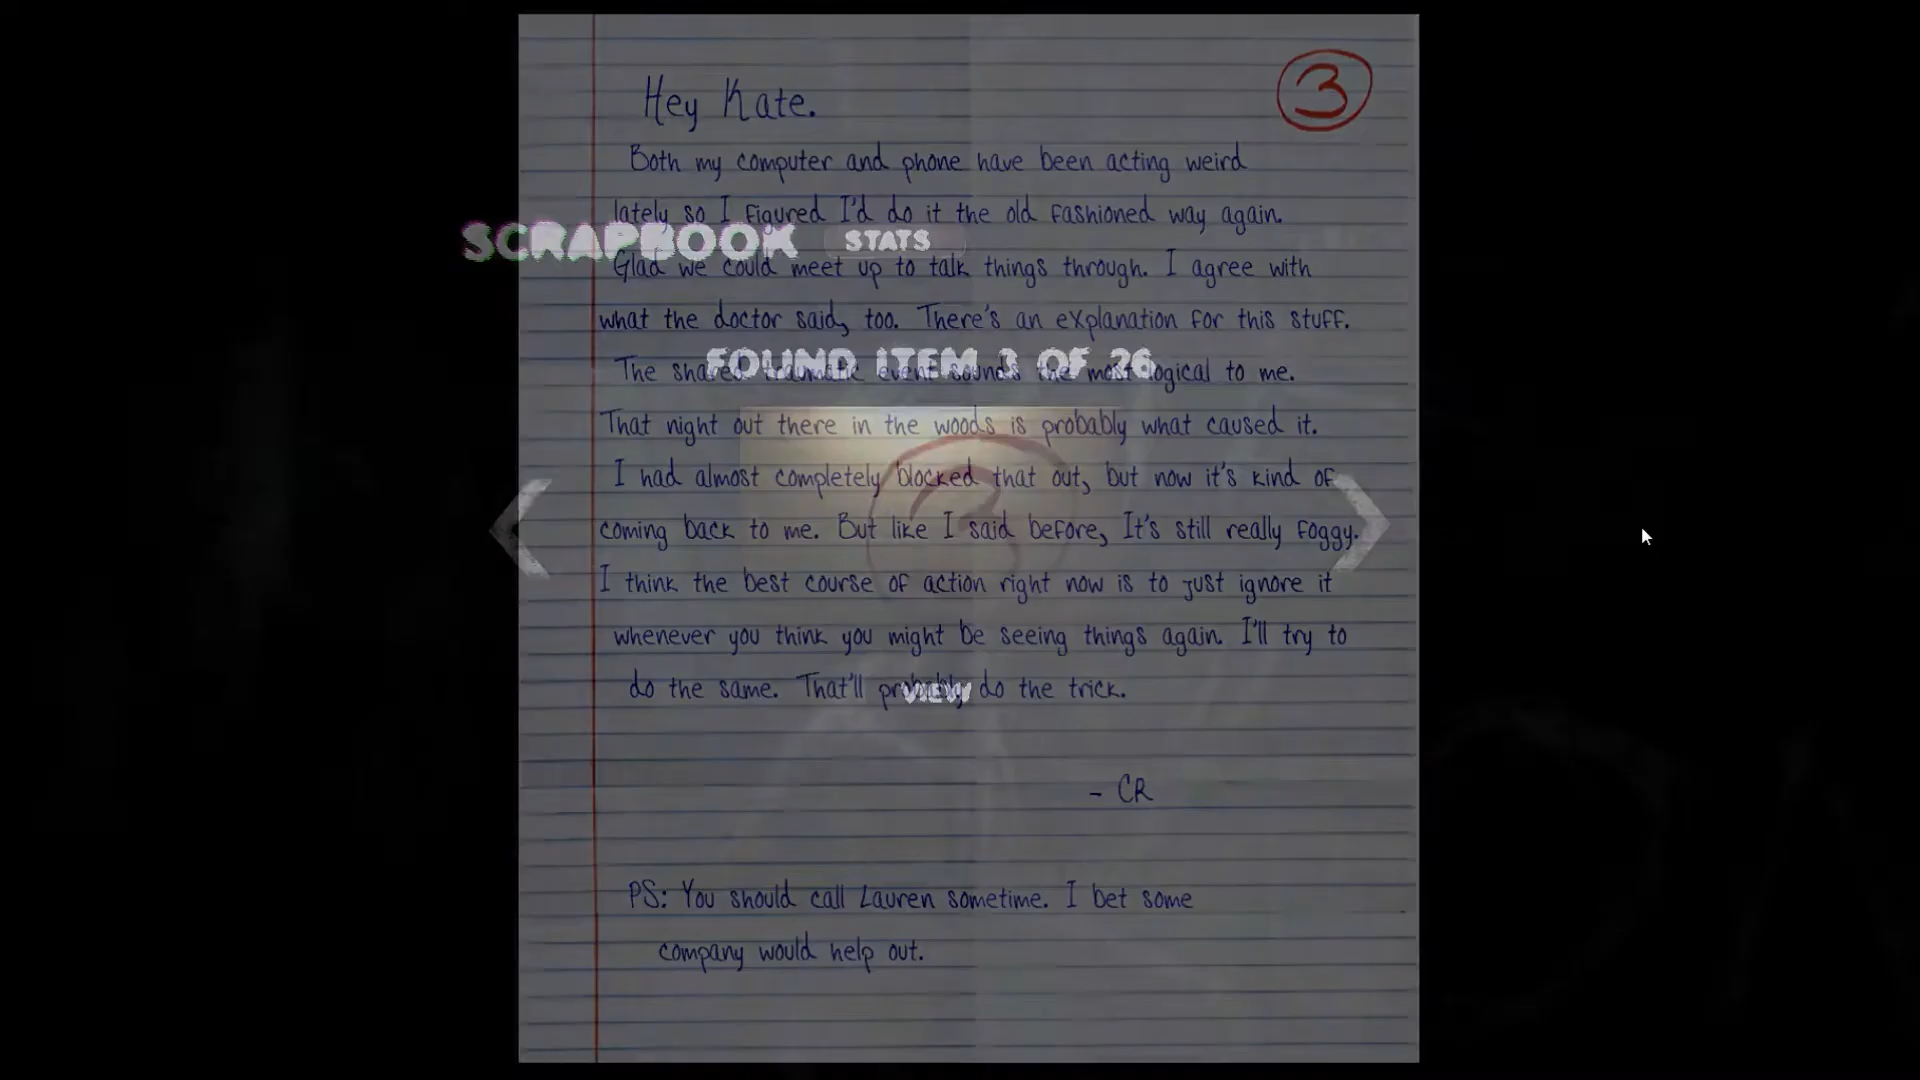 Hey Kate.
3
Both my computer and phone have been acting weird
lately so I figured I'd do it the old fashioned way again.
SCRAPBOOK STATS
Glad we could meet up to talk things through. I agree with
what the doctor said, too. There's an explanation for this stuff.
FOUND ITEM 3 OF 26
The shared traumatic event sounds the most logical to me.
That night out there in the woods is probably what caused it.
I had almost completely blocked that out, but now it's kind of
3
coming back to me. But like I said before, It's still really foggy.
I think the best course of action right now is to just ignore it
whenever you think you might be seeing things again. I'll try to
do the same. That'll probably do the trick.
VIEW
- CR
PS: You should call Lauren sometime. I bet some
company would help out.